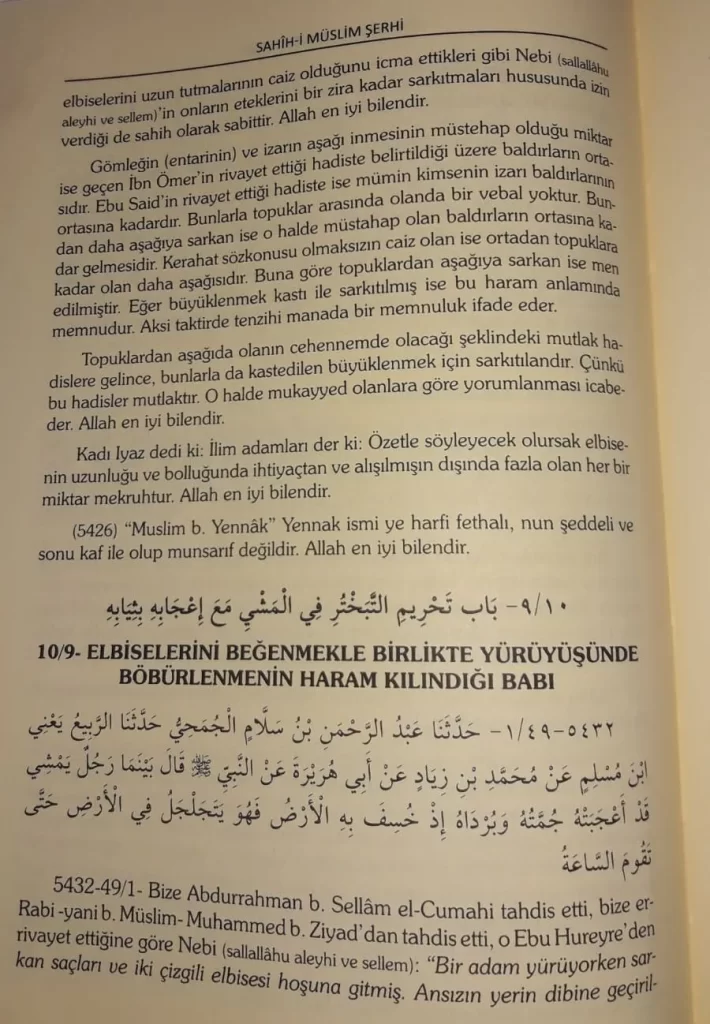 SAHÎH-İ MÜSLİM ŞERHİ
elbiselerini uzun tutmalarının caiz olduğunu icma ettikleri gibi Nebi (sallallâhu
aleyhi ve sellem)'in onların eteklerini bir zira kadar sarkıtmaları hususunda izin
verdiği de sahih olarak sabittir. Allah en iyi bilendir.
Gömleğin (entarinin) ve izarın aşağı inmesinin müstehap olduğu miktar
ise geçen İbn Ömer'in rivayet ettiği hadiste belirtildiği üzere baldırların orta-
sıdır. Ebu Said'in rivayet ettiği hadiste ise mümin kimsenin izarı baldırlarının
ortasına kadardır. Bunlarla topuklar arasında olanda bir vebal yoktur. Bun-
dan daha aşağıya sarkan ise o halde müstahap olan baldırların ortasına ka-
dar gelmesidir. Kerahat sözkonusu olmaksızın caiz olan ise ortadan topuklara
kadar olan daha aşağısıdır. Buna göre topuklardan aşağıya sarkan ise men
edilmiştir. Eğer büyüklenmek kastı ile sarkıtılmış ise bu haram anlamında
memnudur. Aksi taktirde tenzihi manada bir memnuluk ifade eder.
Topuklardan aşağıda olanın cehennemde olacağı şeklindeki mutlak ha-
dislere gelince, bunlarla da kastedilen büyüklenmek için sarkıtılandır. Çünkü
bu hadisler mutlaktır. O halde mukayyed olanlara göre yorumlanması icabe-
der. Allah en iyi bilendir.
Kadı Iyaz dedi ki: İlim adamları der ki: Özetle söyleyecek olursak elbise-
nin uzunluğu ve bolluğunda ihtiyaçtan ve alışılmışın dışında fazla olan her bir
miktar mekruhtur. Allah en iyi bilendir.
(5426) “Muslim b. Yennâk” Yennak ismi ye harfi fethalı, nun şeddeli ve
sonu kaf ile olup munsarıf değildir. Allah en iyi bilendir.
٩/١٠- بَاب تَحْرِيمِ التَّبَخْتُرِ فِي الْمَشْيِ مَعَ إِعْجَابِهِ بِثِيَابِهِ
10/9- ELBİSELERİNİ BEĞENMEKLE BİRLİKTE YÜRÜYÜŞÜNDE
BÖBÜRLENMENİN HARAM KILINDIĞI BABI
٥٤٣٢-١/٤٩- حَدَّثَنَا عَبْدُ الرَّحْمَنِ بْنُ سَلَّامٍ الْجُمَحِيُّ حَدَّثَنَا الرَّبِيعُ يَعْنِي
ابْنَ مُسْلِمٍ عَنْ مُحَمَّدِ بْنِ زِيَادٍ عَنْ أَبِي هُرَيْرَةَ عَنْ النَّبِيِّ ﷺ قَالَ بَيْنَمَا رَجُلٌ يَمْشِي
قَدْ أَعْجَبَتْهُ جُمَّتُهُ وَبُرْدَاهُ إِذْ خُسِفَ بِهِ الْأَرْضُ فَهُوَ يَتَجَلْجَلُ فِي الْأَرْضِ حَتَّى
تَقُومَ السَّاعَةُ
5432-49/1- Bize Abdurrahman b. Sellâm el-Cumahi tahdis etti, bize er-
Rabi -yani b. Müslim- Muhammed b. Ziyad'dan tahdis etti, o Ebu Hureyre'den
rivayet ettiğine göre Nebi (sallallâhu aleyhi ve sellem): “Bir adam yürüyorken sar-
kan saçları ve iki çizgili elbisesi hoşuna gitmiş. Ansızın yerin dibine geçiril-